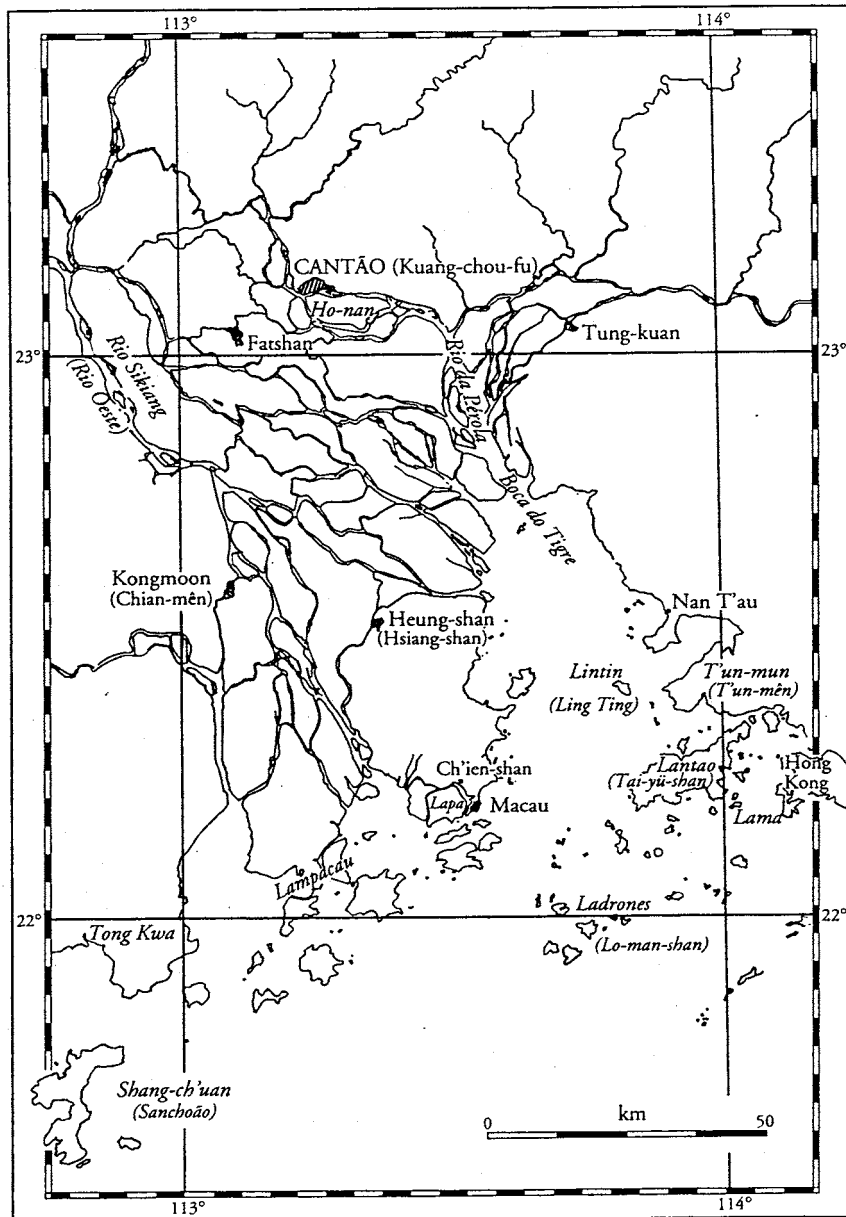 113°
114°
CANTÃO (Kuang-chou-fu)
Ho-nan
Fatshan
Tung-kuan
23°
23°
Rio Sikiang
(Rio Oeste)
Rio da Pérola
Boca do Tigre
Kongmoon
(Chian-mên)
Heung-shan
(Hsiang-shan)
Nan T'au
Lintin
(Ling Ting)
T'un-mun
(T'un-mên)
Ch'ien-shan
Lapa
Macau
Lantao
(Tai-yü-shan)
Hong
Kong
Lama
Lampacau
Ladrones
22°
22°
Tong Kwa
(Lo-man-shan)
Shang-ch'uan
(Sanchoão)
0
km
50
113°
114°